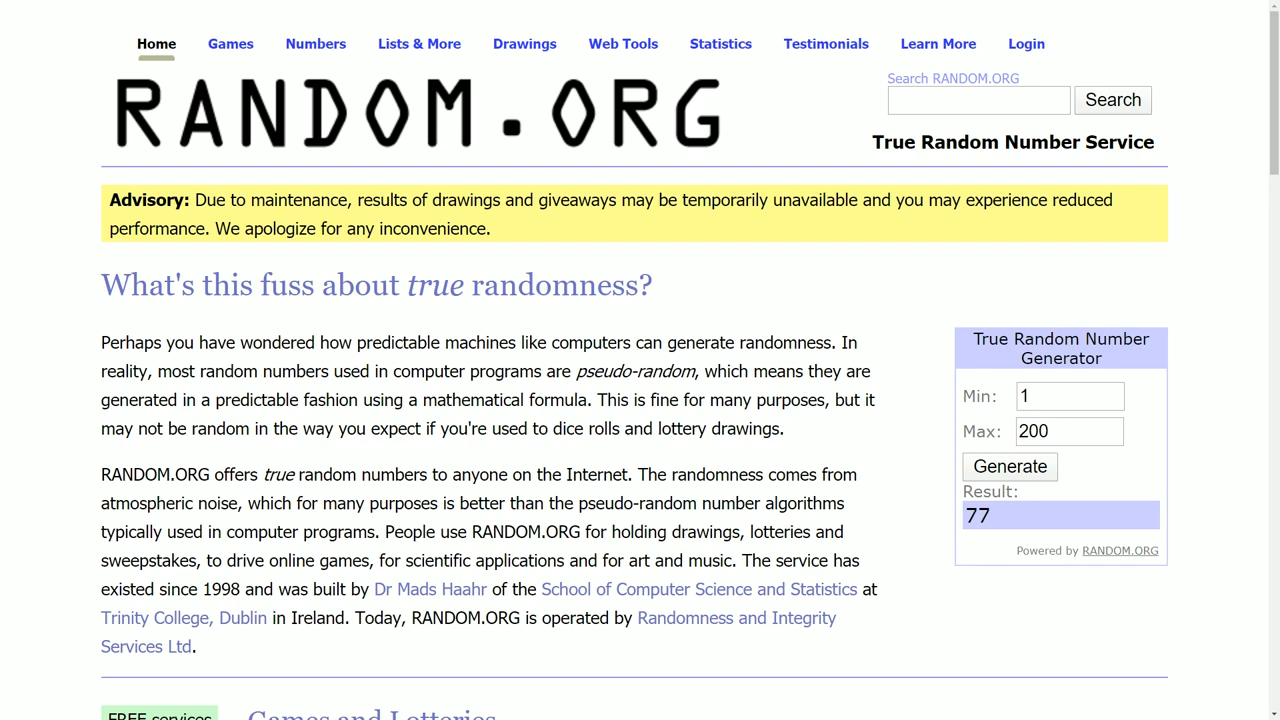 Home Games Numbers Lists & More Drawings Web Tools Statistics Testimonials Learn More Login
RANDOM.ORG
Search RANDOM.ORG
Search
True Random Number Service
Advisory: Due to maintenance, results of drawings and giveaways may be temporarily unavailable and you may experience reduced
performance. We apologize for any inconvenience.
What's this fuss about true randomness?
Perhaps you have wondered how predictable machines like computers can generate randomness. In
reality, most random numbers used in computer programs are pseudo-random, which means they are
generated in a predictable fashion using a mathematical formula. This is fine for many purposes, but it
may not be random in the way you expect if you're used to dice rolls and lottery drawings.
RANDOM.ORG offers true random numbers to anyone on the Internet. The randomness comes from
atmospheric noise, which for many purposes is better than the pseudo-random number algorithms
typically used in computer programs. People use RANDOM.ORG for holding drawings, lotteries and
sweepstakes, to drive online games, for scientific applications and for art and music. The service has
existed since 1998 and was built by Dr Mads Haahr of the School of Computer Science and Statistics at
Trinity College, Dublin in Ireland. Today, RANDOM.ORG is operated by Randomness and Integrity
Services Ltd.
True Random Number
Generator
Min: 1
Max: 200
Generate
Result:
77
Powered by RANDOM.ORG
FREE services
Games and Lotteries